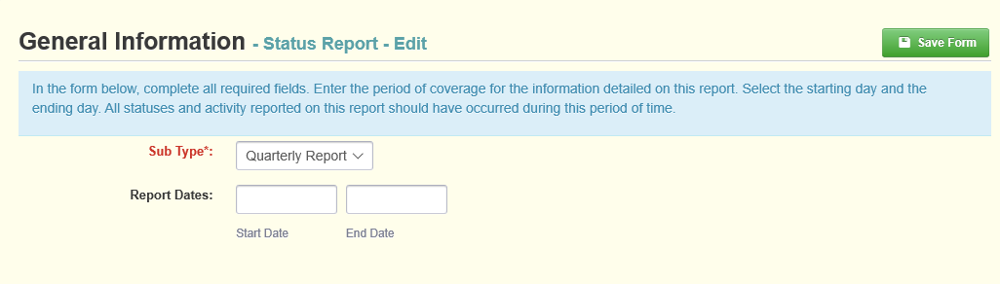 General Information - Status Report - Edit
Save Form
In the form below, complete all required fields. Enter the period of coverage for the information detailed on this report. Select the starting day and the
ending day. All statuses and activity reported on this report should have occurred during this period of time.
Sub Type*:
Quarterly Report
Report Dates:
Start Date
End Date